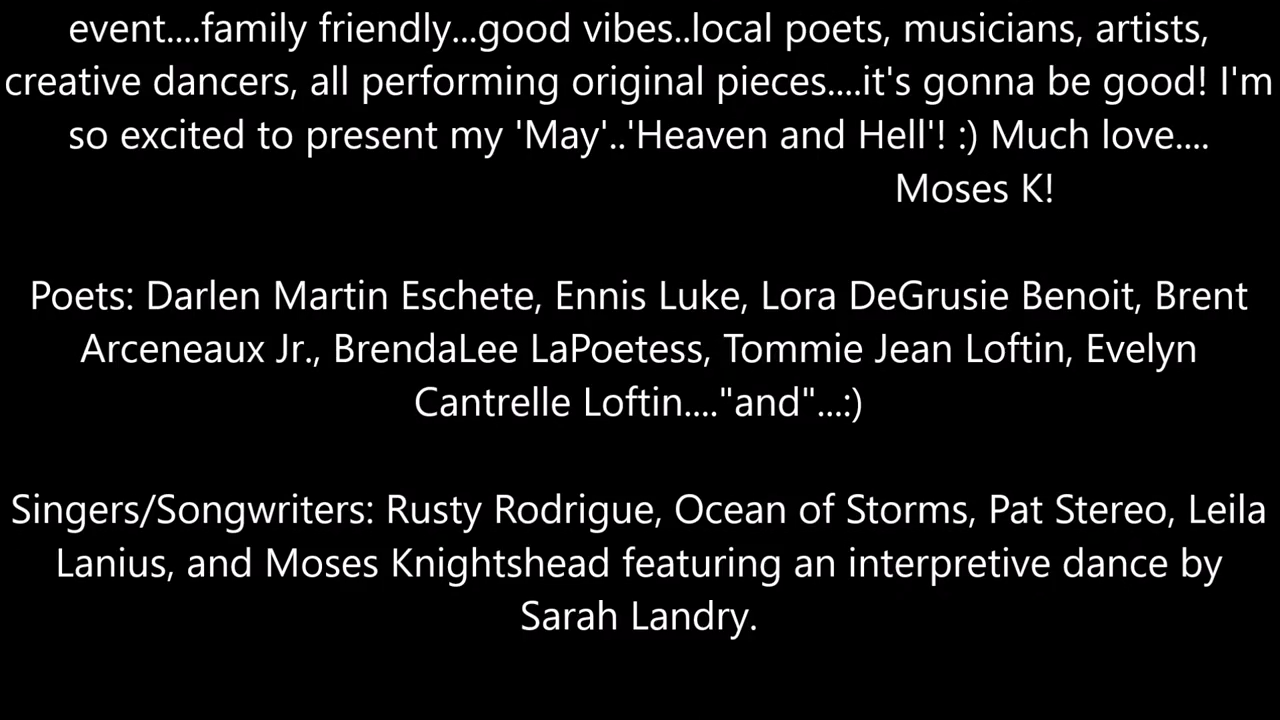 event....family friendly...good vibes..local poets, musicians, artists,
creative dancers, all performing original pieces....it's gonna be good! I'm
so excited to present my 'May'..'Heaven and Hell'! :) Much love....
Moses K!
Poets: Darlen Martin Eschete, Ennis Luke, Lora DeGrusie Benoit, Brent
Arceneaux Jr., BrendaLee LaPoetess, Tommie Jean Loftin, Evelyn
Cantrelle Loftin...."and"...:)
Singers/Songwriters: Rusty Rodrigue, Ocean of Storms, Pat Stereo, Leila
Lanius, and Moses Knightshead featuring an interpretive dance by
Sarah Landry.